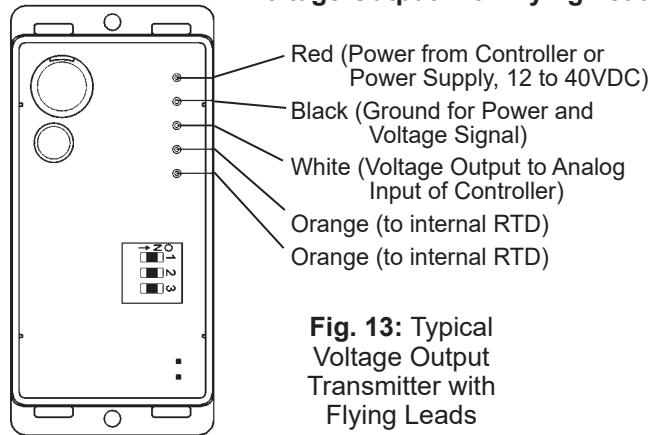 Red (Power from Controller or
Power Supply, 12 to 40VDC)
Black (Ground for Power and
Voltage Signal)
White (Voltage Output to Analog
Input of Controller)
Orange (to internal RTD)
Orange (to internal RTD)
ON
1
2
3
Fig. 13: Typical
Voltage Output
Transmitter with
Flying Leads